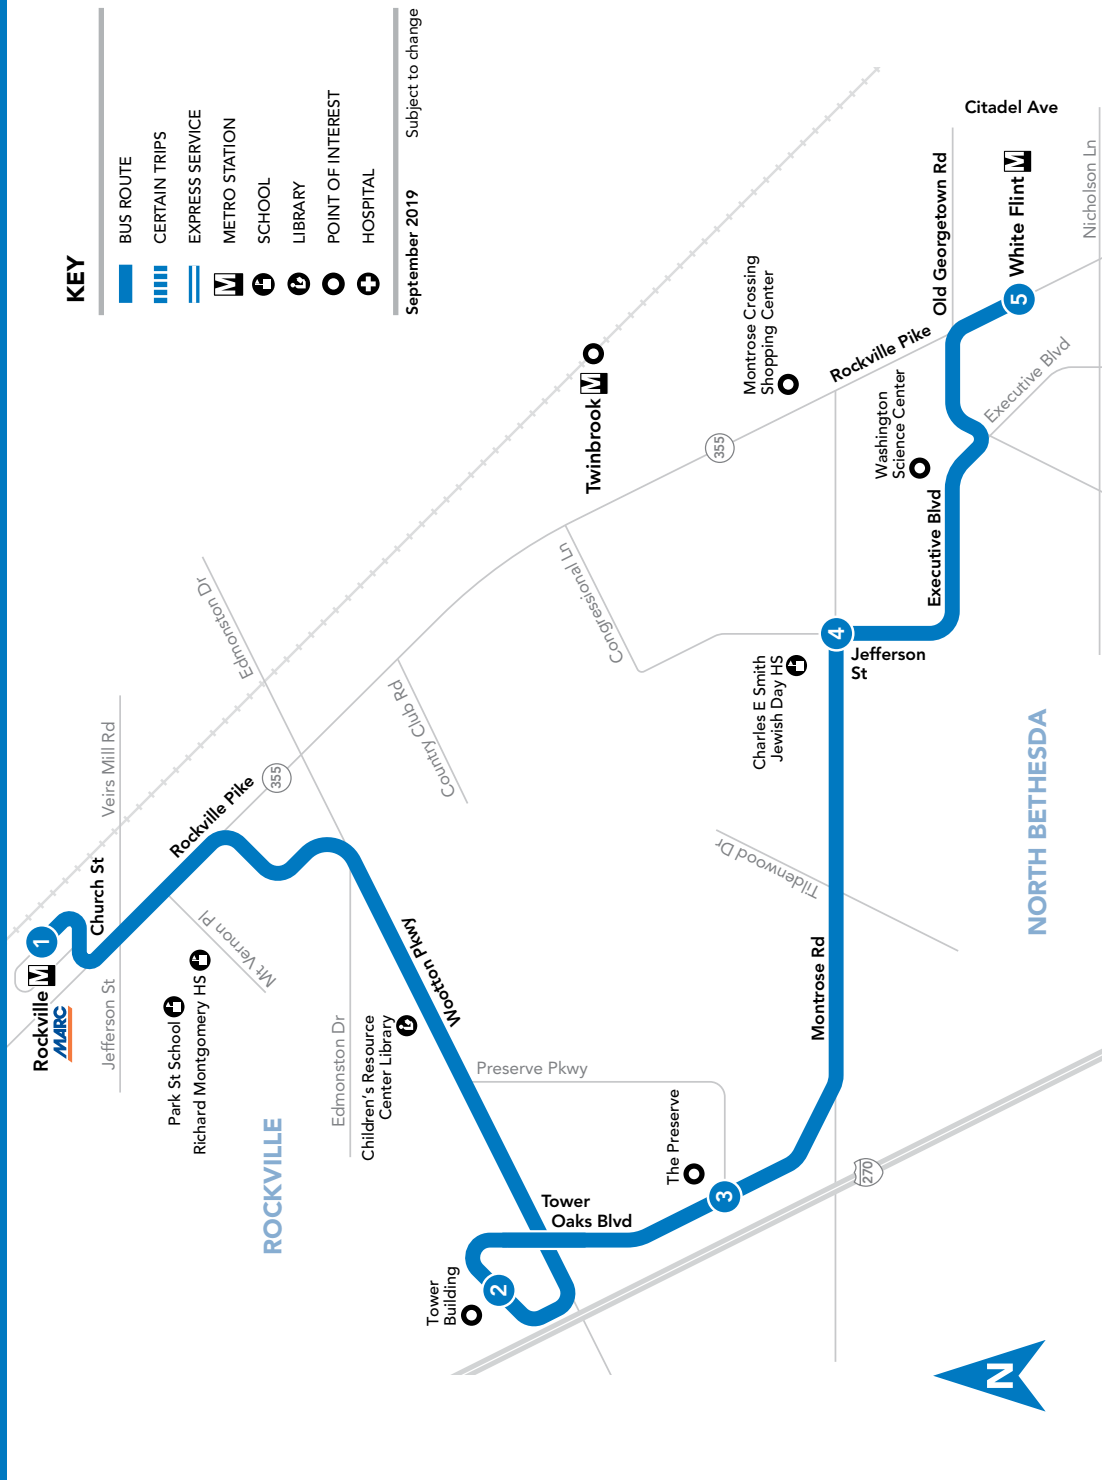 KEY
BUS ROUTE
CERTAIN TRIPS
EXPRESS SERVICE
M METRO STATION
SCHOOL
LIBRARY
POINT OF INTEREST
HOSPITAL
September 2019 Subject to change
Rockville M
MARC
1
Church St
Jefferson St
Veirs Mill Rd
Park St School
Richard Montgomery HS
Mt Vernon Pl
Rockville Pike
355
Edmonston Dr
ROCKVILLE
Edmonston Dr
Children's Resource
Center Library
Wootton Pkwy
Country Club Rd
Tower
Building
2
Tower
Oaks Blvd
Preserve Pkwy
The Preserve
3
Congressional Ln
Twinbrook M
355
Montrose Crossing
Shopping Center
Rockville Pike
Tildenwood Dr
Charles E Smith
Jewish Day HS
4
Jefferson
St
Montrose Rd
270
Washington
Science Center
Executive Blvd
Old Georgetown Rd
Executive Blvd
Citadel Ave
5
White Flint M
Nicholson Ln
NORTH BETHESDA
N